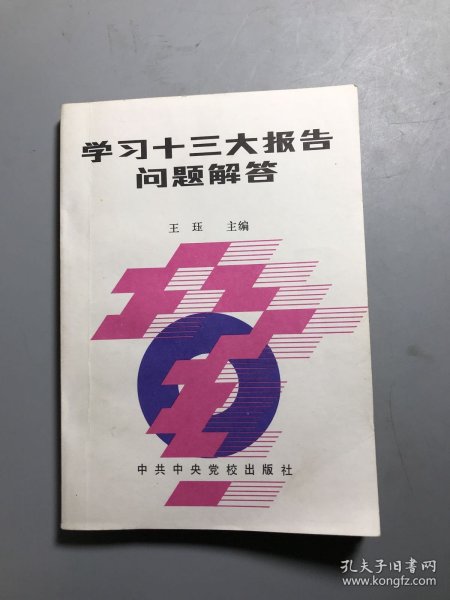 学习十三大报告
问题解答
王珏 主编
中共中央党校出版社
孔夫子旧书网
www.kongfz.com